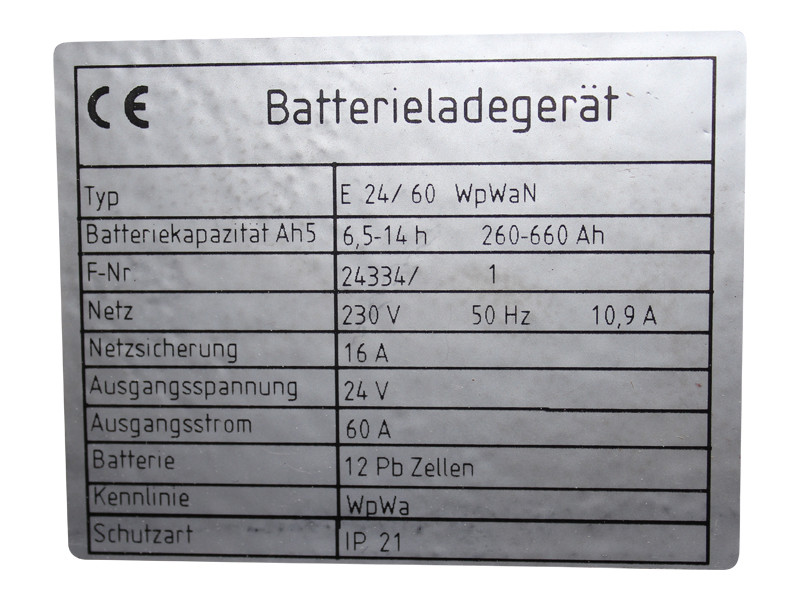 CE Batterieladegerät
Typ E 24/ 60 WpWaN
Batteriekapazität Ah5 6,5-14 h 260-660 Ah
F-Nr. 24334/ 1
Netz 230 V 50 Hz 10,9 A
Netzsicherung 16 A
Ausgangsspannung 24 V
Ausgangsstrom 60 A
Batterie 12 Pb Zellen
Kennlinie WpWa
Schutzart IP 21